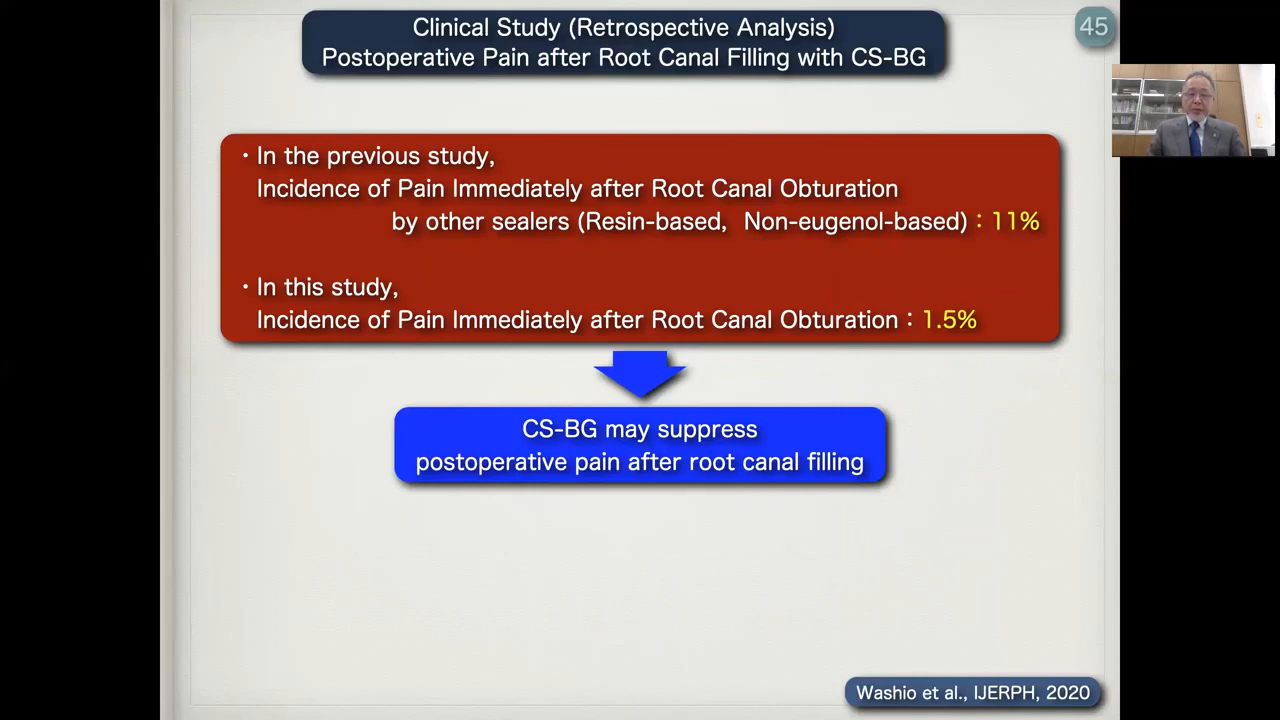 Clinical Study (Retrospective Analysis)
Postoperative Pain after Root Canal Filling with CS-BG
45
・In the previous study,
Incidence of Pain Immediately after Root Canal Obturation
by other sealers (Resin-based, Non-eugenol-based)：11%
・In this study,
Incidence of Pain Immediately after Root Canal Obturation：1.5%
CS-BG may suppress
postoperative pain after root canal filling
Washio et al., IJERPH, 2020